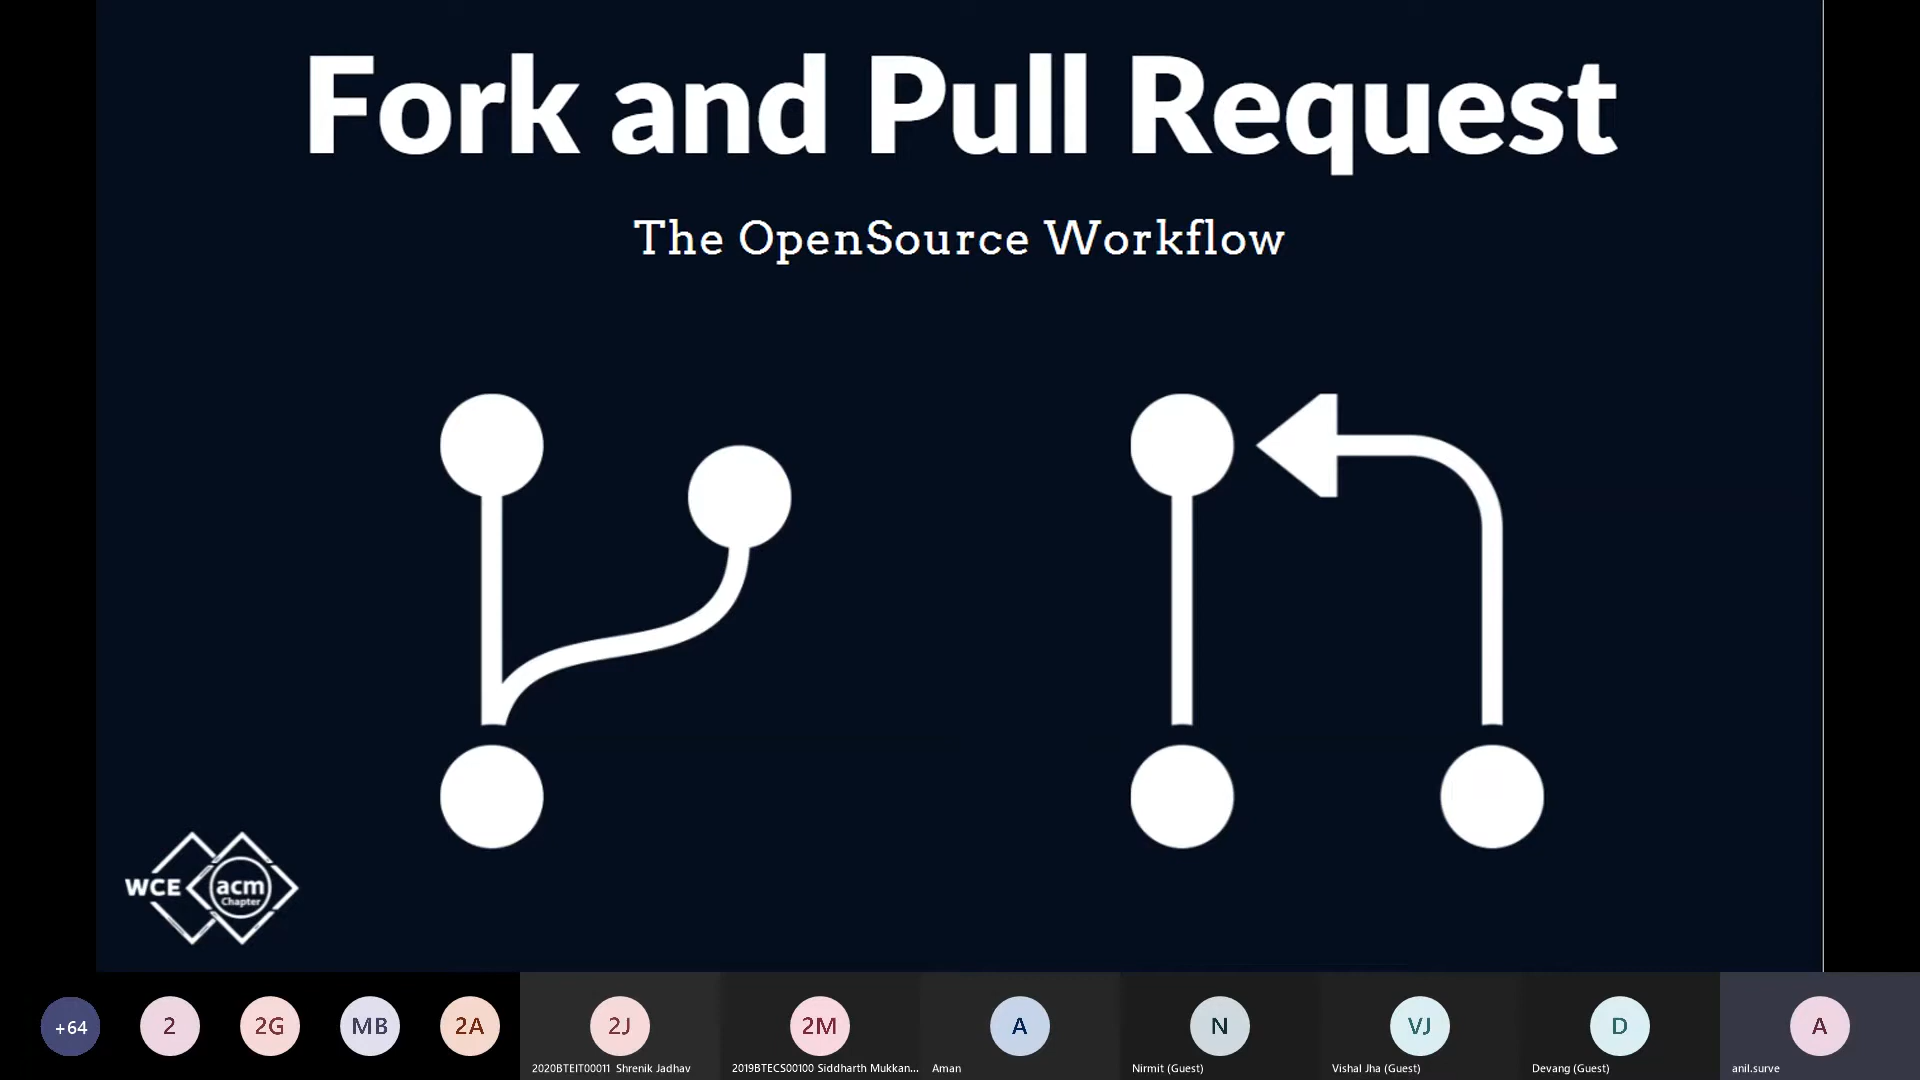 Fork and Pull Request
The OpenSource Workflow
WCE acm
Chapter
+64 2 2G MB 2A 2J 2M A N VJ D A
2020BTEIT00011 Shrenik Jadhav 2019BTECS00100 Siddharth Mukkan... Aman Nirmit (Guest) Vishal Jha (Guest) Devang (Guest) anil.surve